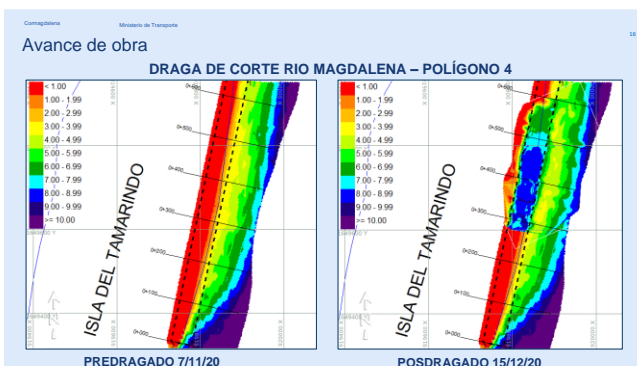 Cormagdalena Ministerio de Transporte
16
Avance de obra
DRAGA DE CORTE RIO MAGDALENA – POLÍGONO 4
< 1.00
1.00 - 1.99
2.00 - 2.99
3.00 - 3.99
4.00 - 4.99
5.00 - 5.99
6.00 - 6.99
7.00 - 7.99
8.00 - 8.99
9.00 - 9.99
>= 10.00
0+500
0+400
0+300
0+200
0+100
0+000
ISLA DEL TAMARINDO
PREDRAGADO 7/11/20
< 1.00
1.00 - 1.99
2.00 - 2.99
3.00 - 3.99
4.00 - 4.99
5.00 - 5.99
6.00 - 6.99
7.00 - 7.99
8.00 - 8.99
9.00 - 9.99
>= 10.00
0+500
0+400
0+300
0+200
0+100
0+000
ISLA DEL TAMARINDO
POSDRAGADO 15/12/20